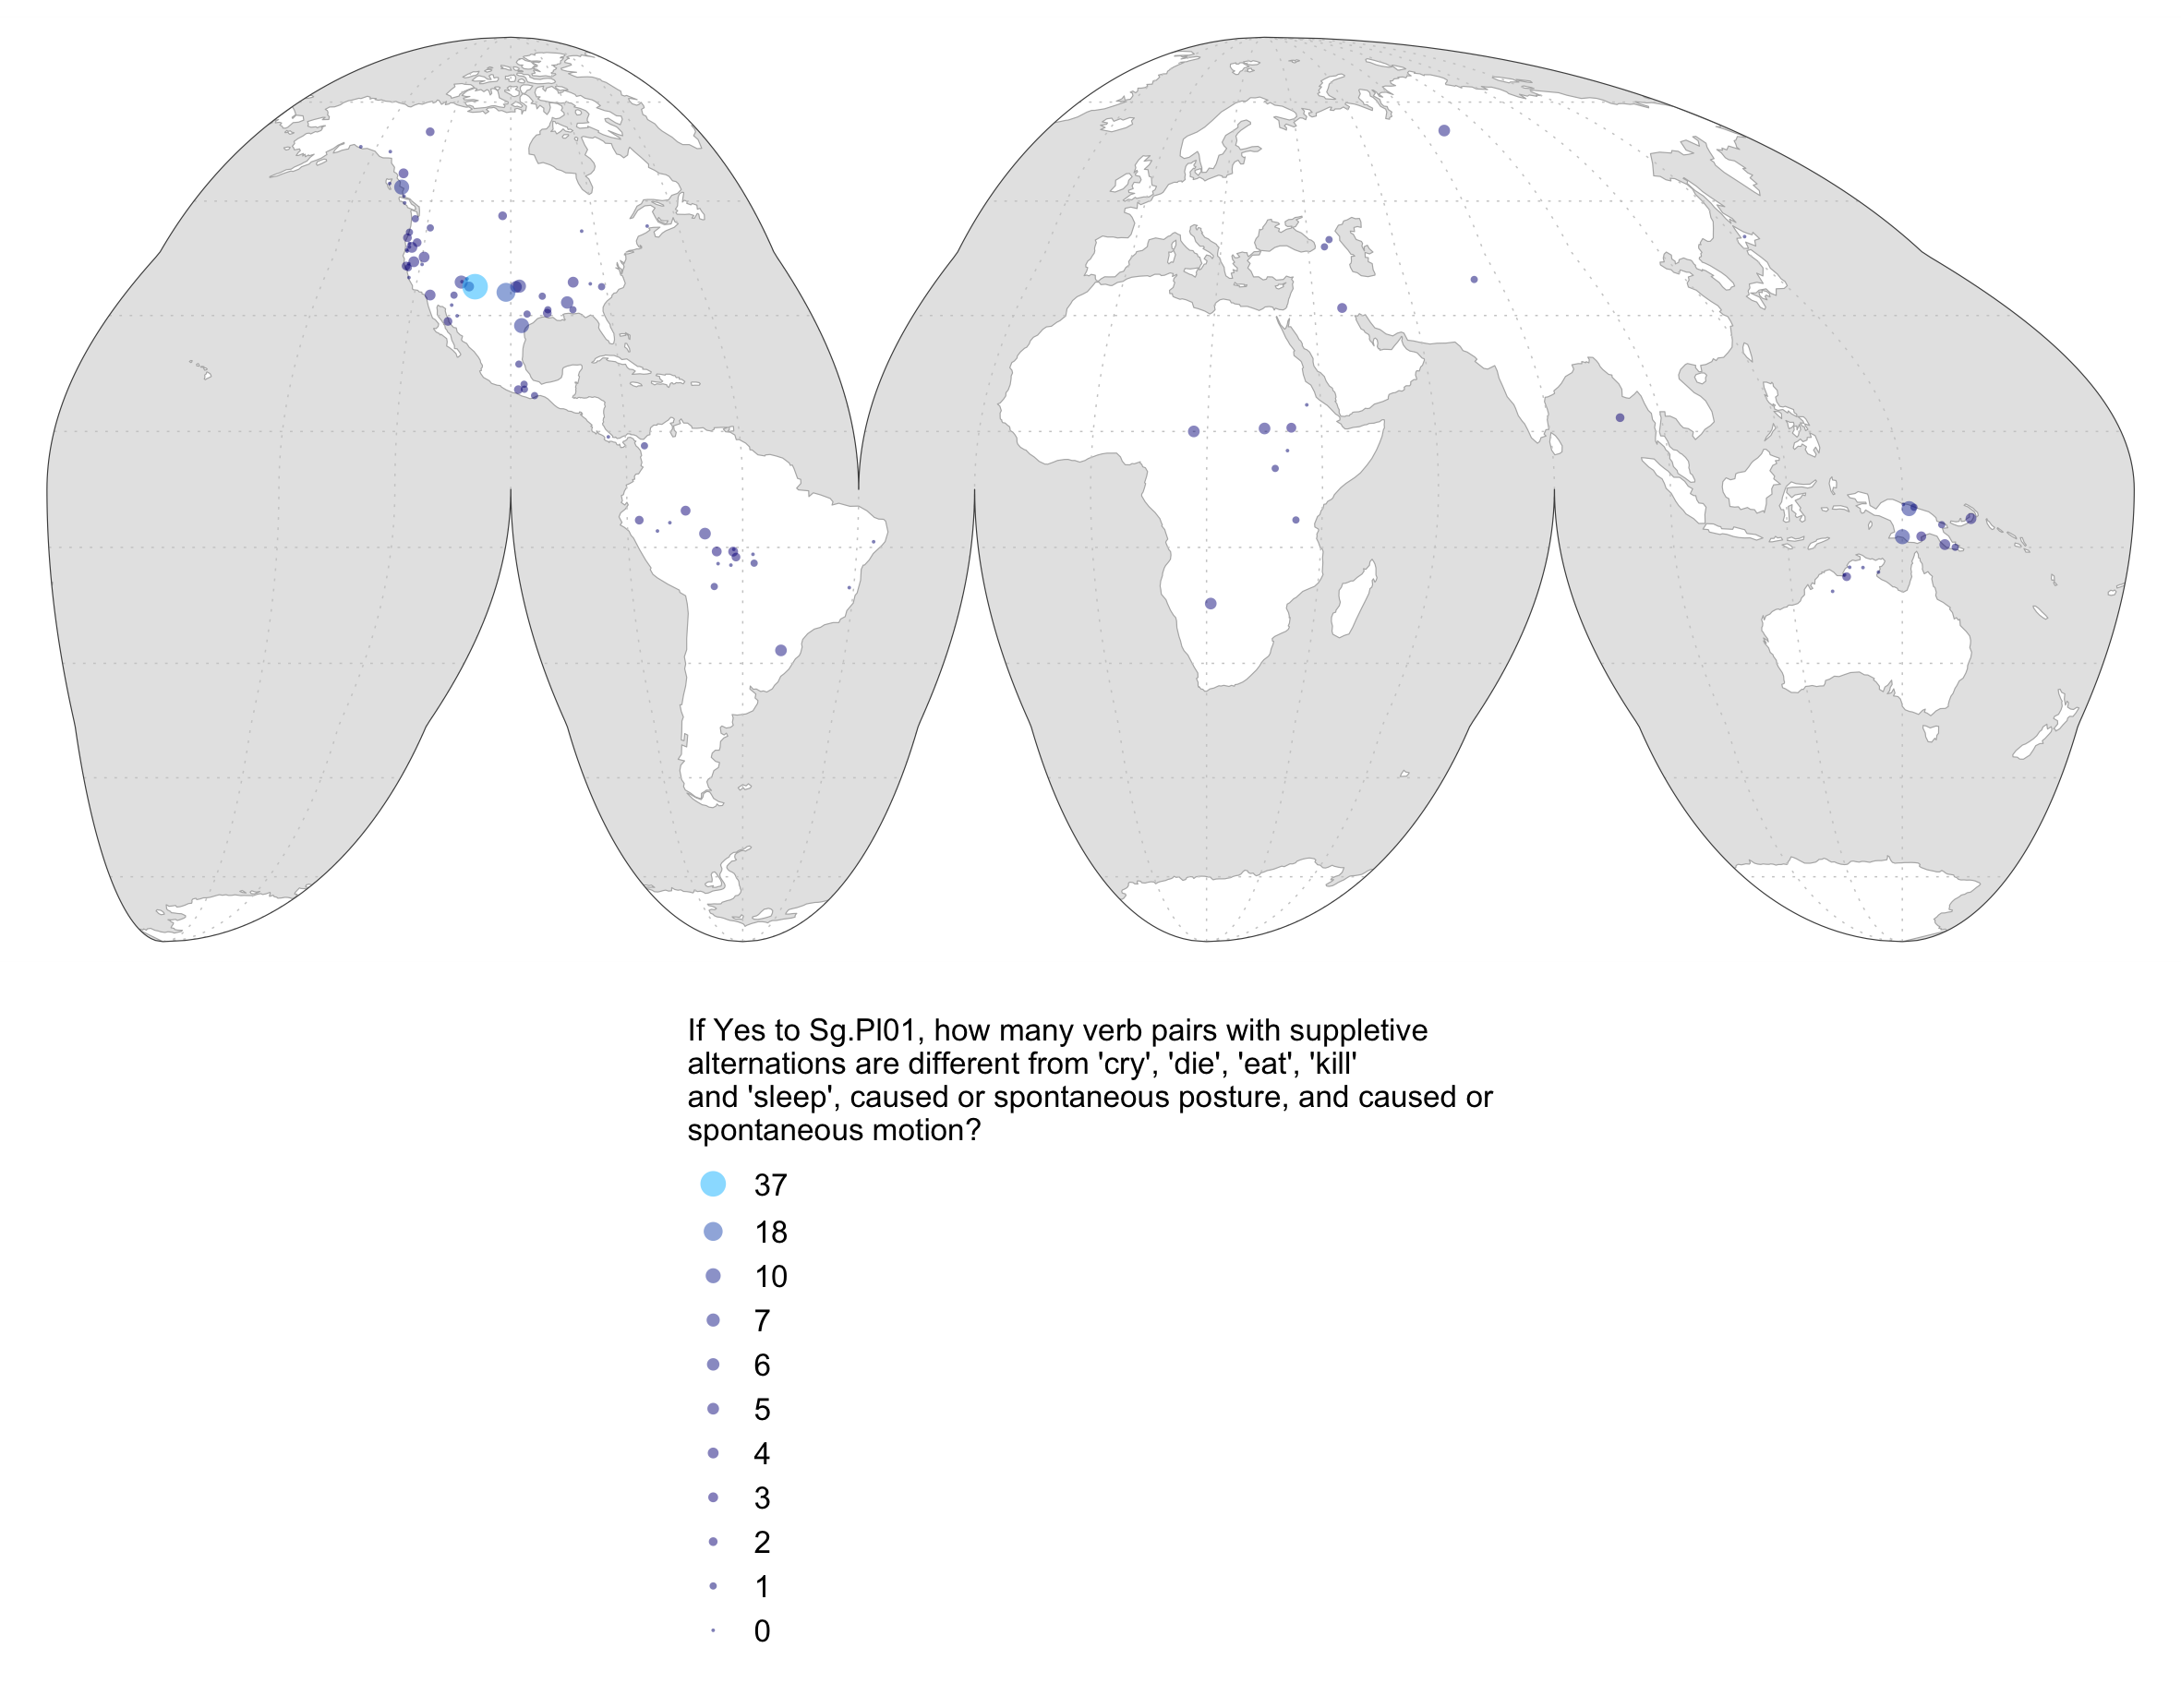 If Yes to Sg.Pl01, how many verb pairs with suppletive
alternations are different from 'cry', 'die', 'eat', 'kill'
and 'sleep', caused or spontaneous posture, and caused or
spontaneous motion?
37
18
10
7
6
5
4
3
2
1
0